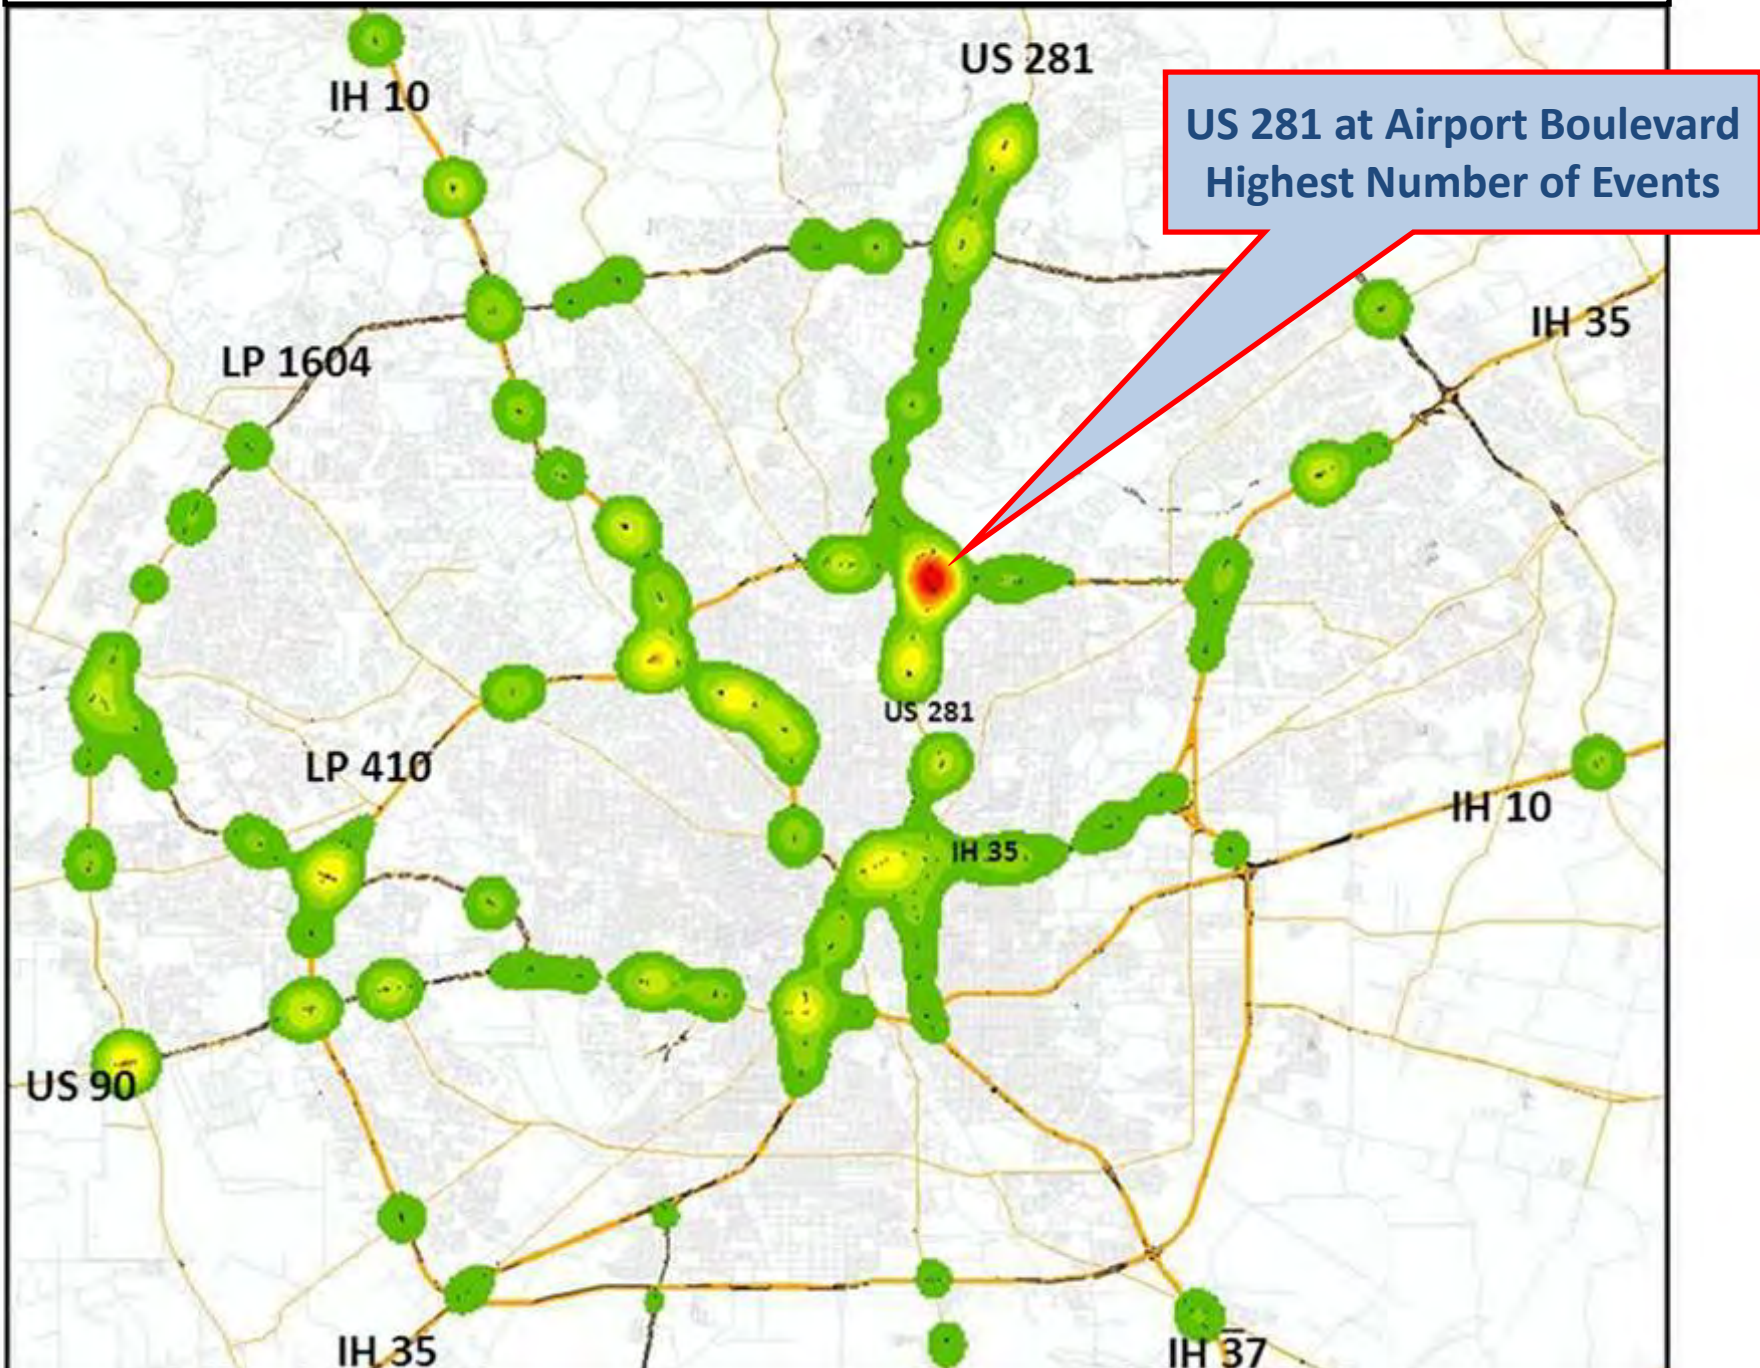 US 281
IH 10
US 281 at Airport Boulevard
Highest Number of Events
IH 35
LP 1604
US 281
LP 410
IH 10
IH 35
US 90
IH 35
IH 37